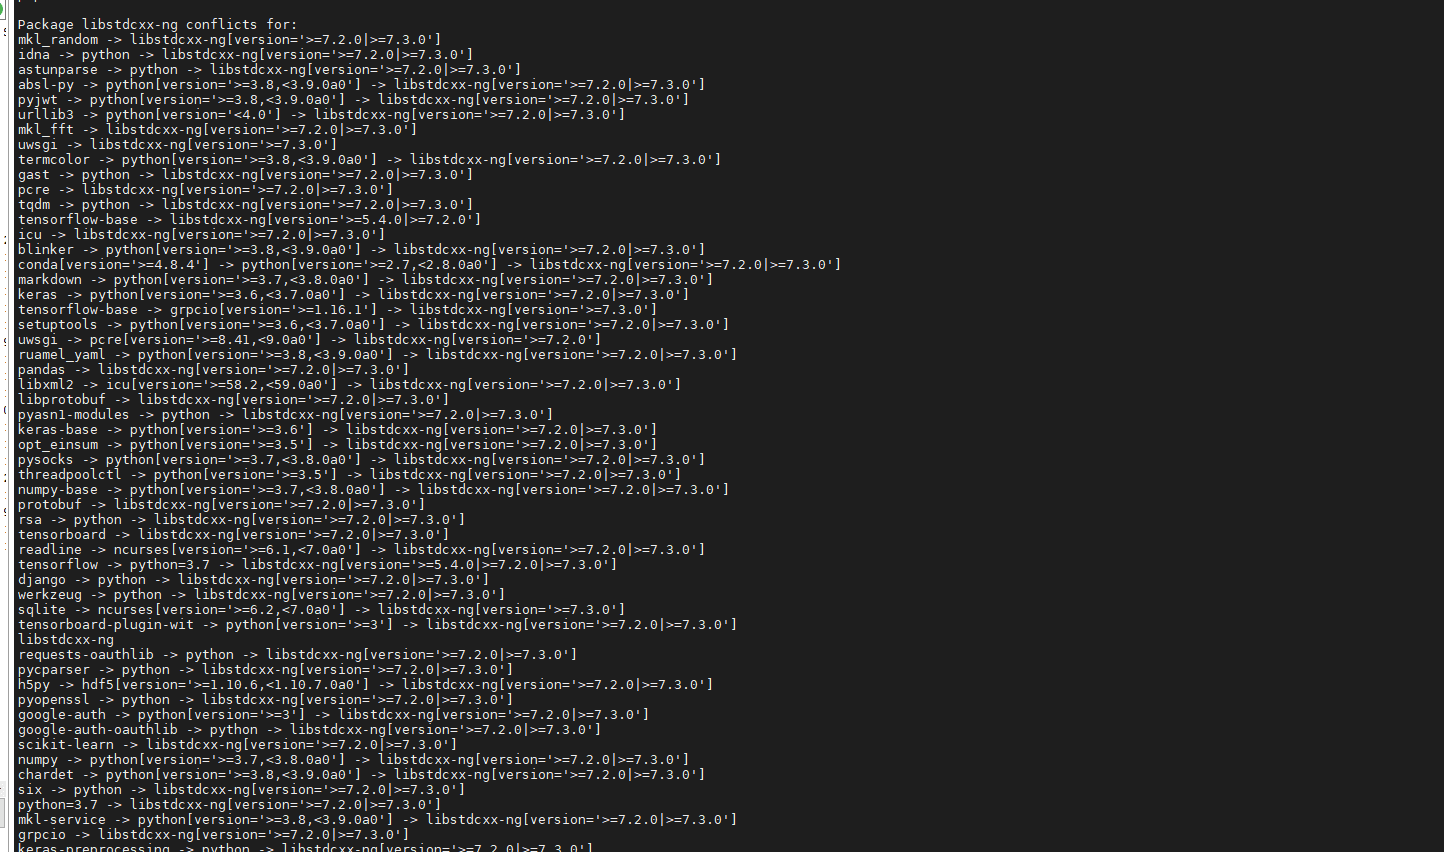 Package libstdcxx-ng conflicts for:
mkl_random -> libstdcxx-ng[version='>=7.2.0|>=7.3.0']
idna -> python -> libstdcxx-ng[version='>=7.2.0|>=7.3.0']
astunparse -> python -> libstdcxx-ng[version='>=7.2.0|>=7.3.0']
absl-py -> python[version='>=3.8,<3.9.0a0'] -> libstdcxx-ng[version='>=7.2.0|>=7.3.0']
pyjwt -> python[version='>=3.8,<3.9.0a0'] -> libstdcxx-ng[version='>=7.2.0|>=7.3.0']
urllib3 -> python[version='<4.0'] -> libstdcxx-ng[version='>=7.2.0|>=7.3.0']
mkl_fft -> libstdcxx-ng[version='>=7.2.0|>=7.3.0']
uwsgi -> libstdcxx-ng[version='>=7.3.0']
termcolor -> python[version='>=3.8,<3.9.0a0'] -> libstdcxx-ng[version='>=7.2.0|>=7.3.0']
gast -> python -> libstdcxx-ng[version='>=7.2.0|>=7.3.0']
pcre -> libstdcxx-ng[version='>=7.2.0|>=7.3.0']
tqdm -> python -> libstdcxx-ng[version='>=7.2.0|>=7.3.0']
tensorflow-base -> libstdcxx-ng[version='>=5.4.0|>=7.2.0']
icu -> libstdcxx-ng[version='>=7.2.0|>=7.3.0']
blinker -> python[version='>=3.8,<3.9.0a0'] -> libstdcxx-ng[version='>=7.2.0|>=7.3.0']
conda[version='>=4.8.4'] -> python[version='>=2.7,<2.8.0a0'] -> libstdcxx-ng[version='>=7.2.0|>=7.3.0']
markdown -> python[version='>=3.7,<3.8.0a0'] -> libstdcxx-ng[version='>=7.2.0|>=7.3.0']
keras -> python[version='>=3.6,<3.7.0a0'] -> libstdcxx-ng[version='>=7.2.0|>=7.3.0']
tensorflow-base -> grpcio[version='>=1.16.1'] -> libstdcxx-ng[version='>=7.3.0']
setuptools -> python[version='>=3.6,<3.7.0a0'] -> libstdcxx-ng[version='>=7.2.0|>=7.3.0']
uwsgi -> pcre[version='>=8.41,<9.0a0'] -> libstdcxx-ng[version='>=7.2.0']
ruamel_yaml -> python[version='>=3.8,<3.9.0a0'] -> libstdcxx-ng[version='>=7.2.0|>=7.3.0']
pandas -> libstdcxx-ng[version='>=7.2.0|>=7.3.0']
libxml2 -> icu[version='>=58.2,<59.0a0'] -> libstdcxx-ng[version='>=7.2.0|>=7.3.0']
libprotobuf -> libstdcxx-ng[version='>=7.2.0|>=7.3.0']
pyasn1-modules -> python -> libstdcxx-ng[version='>=7.2.0|>=7.3.0']
keras-base -> python[version='>=3.6'] -> libstdcxx-ng[version='>=7.2.0|>=7.3.0']
opt_einsum -> python[version='>=3.5'] -> libstdcxx-ng[version='>=7.2.0|>=7.3.0']
pysocks -> python[version='>=3.7,<3.8.0a0'] -> libstdcxx-ng[version='>=7.2.0|>=7.3.0']
threadpoolctl -> python[version='>=3.5'] -> libstdcxx-ng[version='>=7.2.0|>=7.3.0']
numpy-base -> python[version='>=3.7,<3.8.0a0'] -> libstdcxx-ng[version='>=7.2.0|>=7.3.0']
protobuf -> libstdcxx-ng[version='>=7.2.0|>=7.3.0']
rsa -> python -> libstdcxx-ng[version='>=7.2.0|>=7.3.0']
tensorboard -> libstdcxx-ng[version='>=7.2.0|>=7.3.0']
readline -> ncurses[version='>=6.1,<7.0a0'] -> libstdcxx-ng[version='>=7.2.0|>=7.3.0']
tensorflow -> python=3.7 -> libstdcxx-ng[version='>=5.4.0|>=7.2.0|>=7.3.0']
django -> python -> libstdcxx-ng[version='>=7.2.0|>=7.3.0']
werkzeug -> python -> libstdcxx-ng[version='>=7.2.0|>=7.3.0']
sqlite -> ncurses[version='>=6.2,<7.0a0'] -> libstdcxx-ng[version='>=7.3.0']
tensorboard-plugin-wit -> python[version='>=3'] -> libstdcxx-ng[version='>=7.2.0|>=7.3.0']
libstdcxx-ng
requests-oauthlib -> python -> libstdcxx-ng[version='>=7.2.0|>=7.3.0']
pycparser -> python -> libstdcxx-ng[version='>=7.2.0|>=7.3.0']
h5py -> hdf5[version='>=1.10.6,<1.10.7.0a0'] -> libstdcxx-ng[version='>=7.2.0|>=7.3.0']
pyopenssl -> python -> libstdcxx-ng[version='>=7.2.0|>=7.3.0']
google-auth -> python[version='>=3'] -> libstdcxx-ng[version='>=7.2.0|>=7.3.0']
google-auth-oauthlib -> python -> libstdcxx-ng[version='>=7.2.0|>=7.3.0']
scikit-learn -> libstdcxx-ng[version='>=7.2.0|>=7.3.0']
numpy -> python[version='>=3.7,<3.8.0a0'] -> libstdcxx-ng[version='>=7.2.0|>=7.3.0']
chardet -> python[version='>=3.8,<3.9.0a0'] -> libstdcxx-ng[version='>=7.2.0|>=7.3.0']
six -> python -> libstdcxx-ng[version='>=7.2.0|>=7.3.0']
python=3.7 -> libstdcxx-ng[version='>=7.2.0|>=7.3.0']
mkl-service -> python[version='>=3.8,<3.9.0a0'] -> libstdcxx-ng[version='>=7.2.0|>=7.3.0']
grpcio -> libstdcxx-ng[version='>=7.2.0|>=7.3.0']
keras-preprocessing -> python -> libstdcxx-ng[version='>=7.2.0|>=7.3.0']